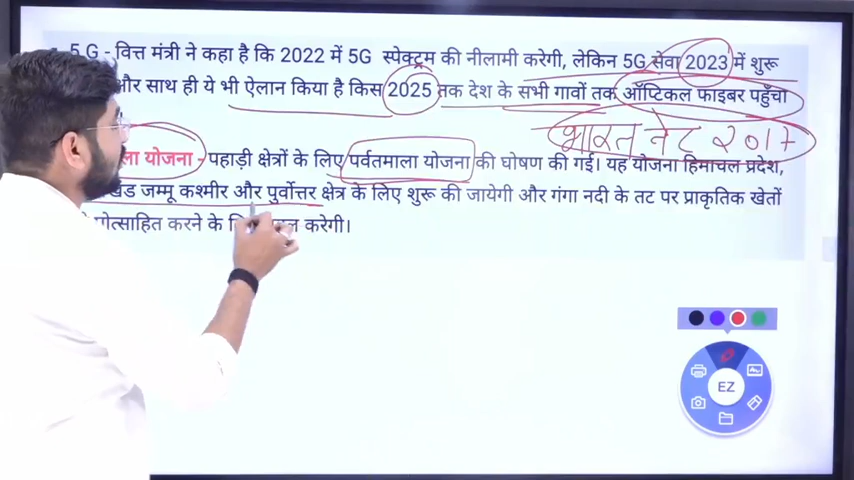 5 G - वित्त मंत्री ने कहा है कि 2022 में 5G स्पेक्ट्रम की नीलामी करेगी, लेकिन 5G सेवा 2023 में शुरू
और साथ ही ये भी ऐलान किया है किस 2025 तक देश के सभी गावों तक ऑप्टिकल फाइबर पहुँचा
भारत नेट २०१७
ला योजना - पहाड़ी क्षेत्रों के लिए पर्वतमाला योजना की घोषण की गई। यह योजना हिमाचल प्रदेश,
खंड जम्मू कश्मीर और पुर्वोत्तर क्षेत्र के लिए शुरू की जायेगी और गंगा नदी के तट पर प्राकृतिक खेतों
प्रोत्साहित करने के करेगी।
EZ